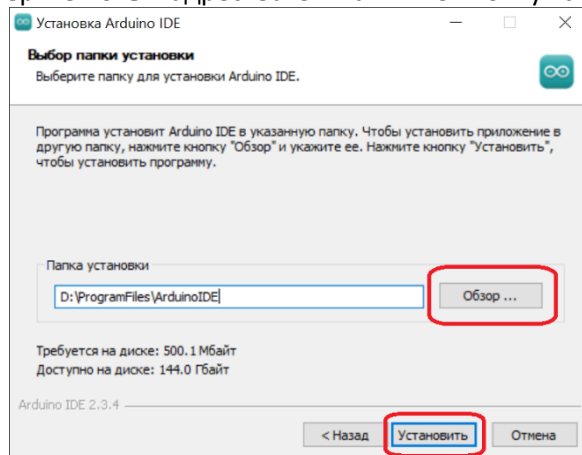 Установка Arduino IDE
Выбор папки установки
Выберите папку для установки Arduino IDE.
Программа установит Arduino IDE в указанную папку. Чтобы установить приложение в
другую папку, нажмите кнопку "Обзор" и укажите ее. Нажмите кнопку "Установить",
чтобы установить программу.
Папка установки
D:\ProgramFiles\ArduinoIDE
Обзор ...
Требуется на диске: 500.1 Мбайт
Доступно на диске: 144.0 Гбайт
Arduino IDE 2.3.4
< Назад Установить Отмена